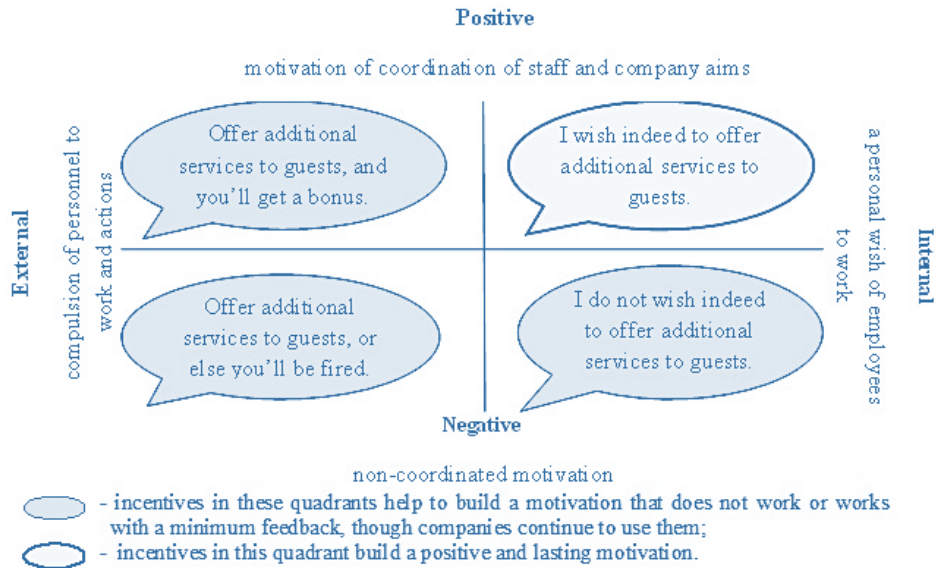 Positive
motivation of coordination of staff and company aims
Offer additional
services to guests, and
you'll get a bonus.
I wish indeed to offer
additional services to
guests.
External
compulsion of personnel to
work and actions
a personal wish of employees
to work
Internal
Offer additional
services to guests, or
else you'll be fired.
I do not wish indeed
to offer additional
services to guests.
Negative
non-coordinated motivation
- incentives in these quadrants help to build a motivation that does not work or works
with a minimum feedback, though companies continue to use them;
- incentives in this quadrant build a positive and lasting motivation.